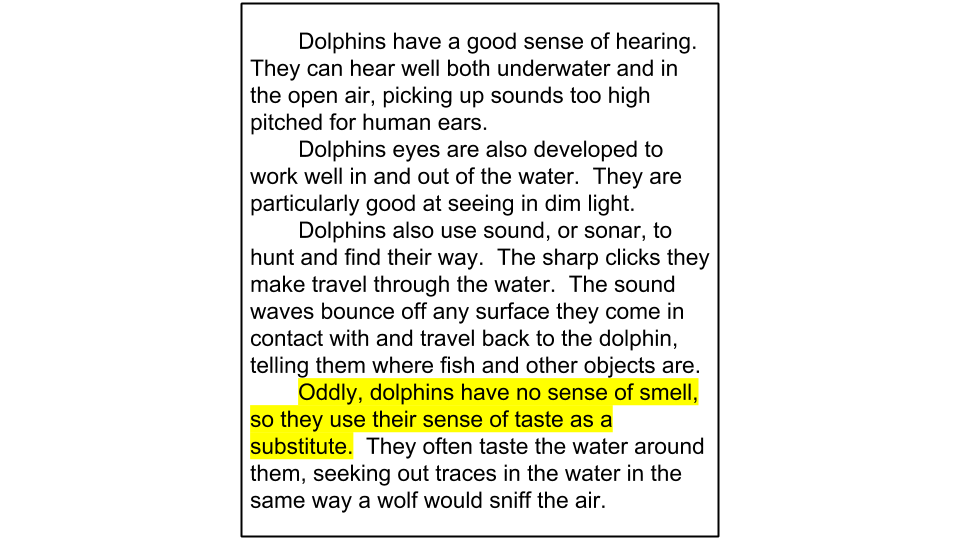 Dolphins have a good sense of hearing.
They can hear well both underwater and in
the open air, picking up sounds too high
pitched for human ears.
Dolphins eyes are also developed to
work well in and out of the water.  They are
particularly good at seeing in dim light.
Dolphins also use sound, or sonar, to
hunt and find their way.  The sharp clicks they
make travel through the water.  The sound
waves bounce off any surface they come in
contact with and travel back to the dolphin,
telling them where fish and other objects are.
Oddly, dolphins have no sense of smell,
so they use their sense of taste as a
substitute.  They often taste the water around
them, seeking out traces in the water in the
same way a wolf would sniff the air.